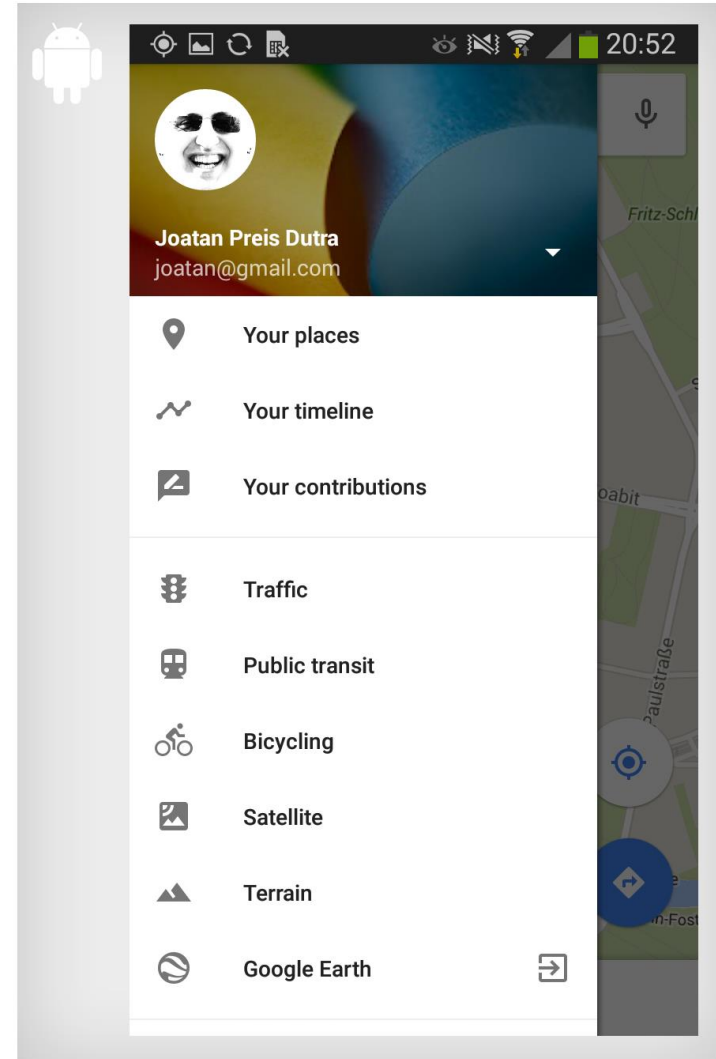 20:52
Fritz-Schl
Joatan Preis Dutra
joatan@gmail.com
Your places
Your timeline
Your contributions
oabit
Traffic
Paulstraße
Public transit
Bicycling
Satellite
Terrain
n-Fost
Google Earth